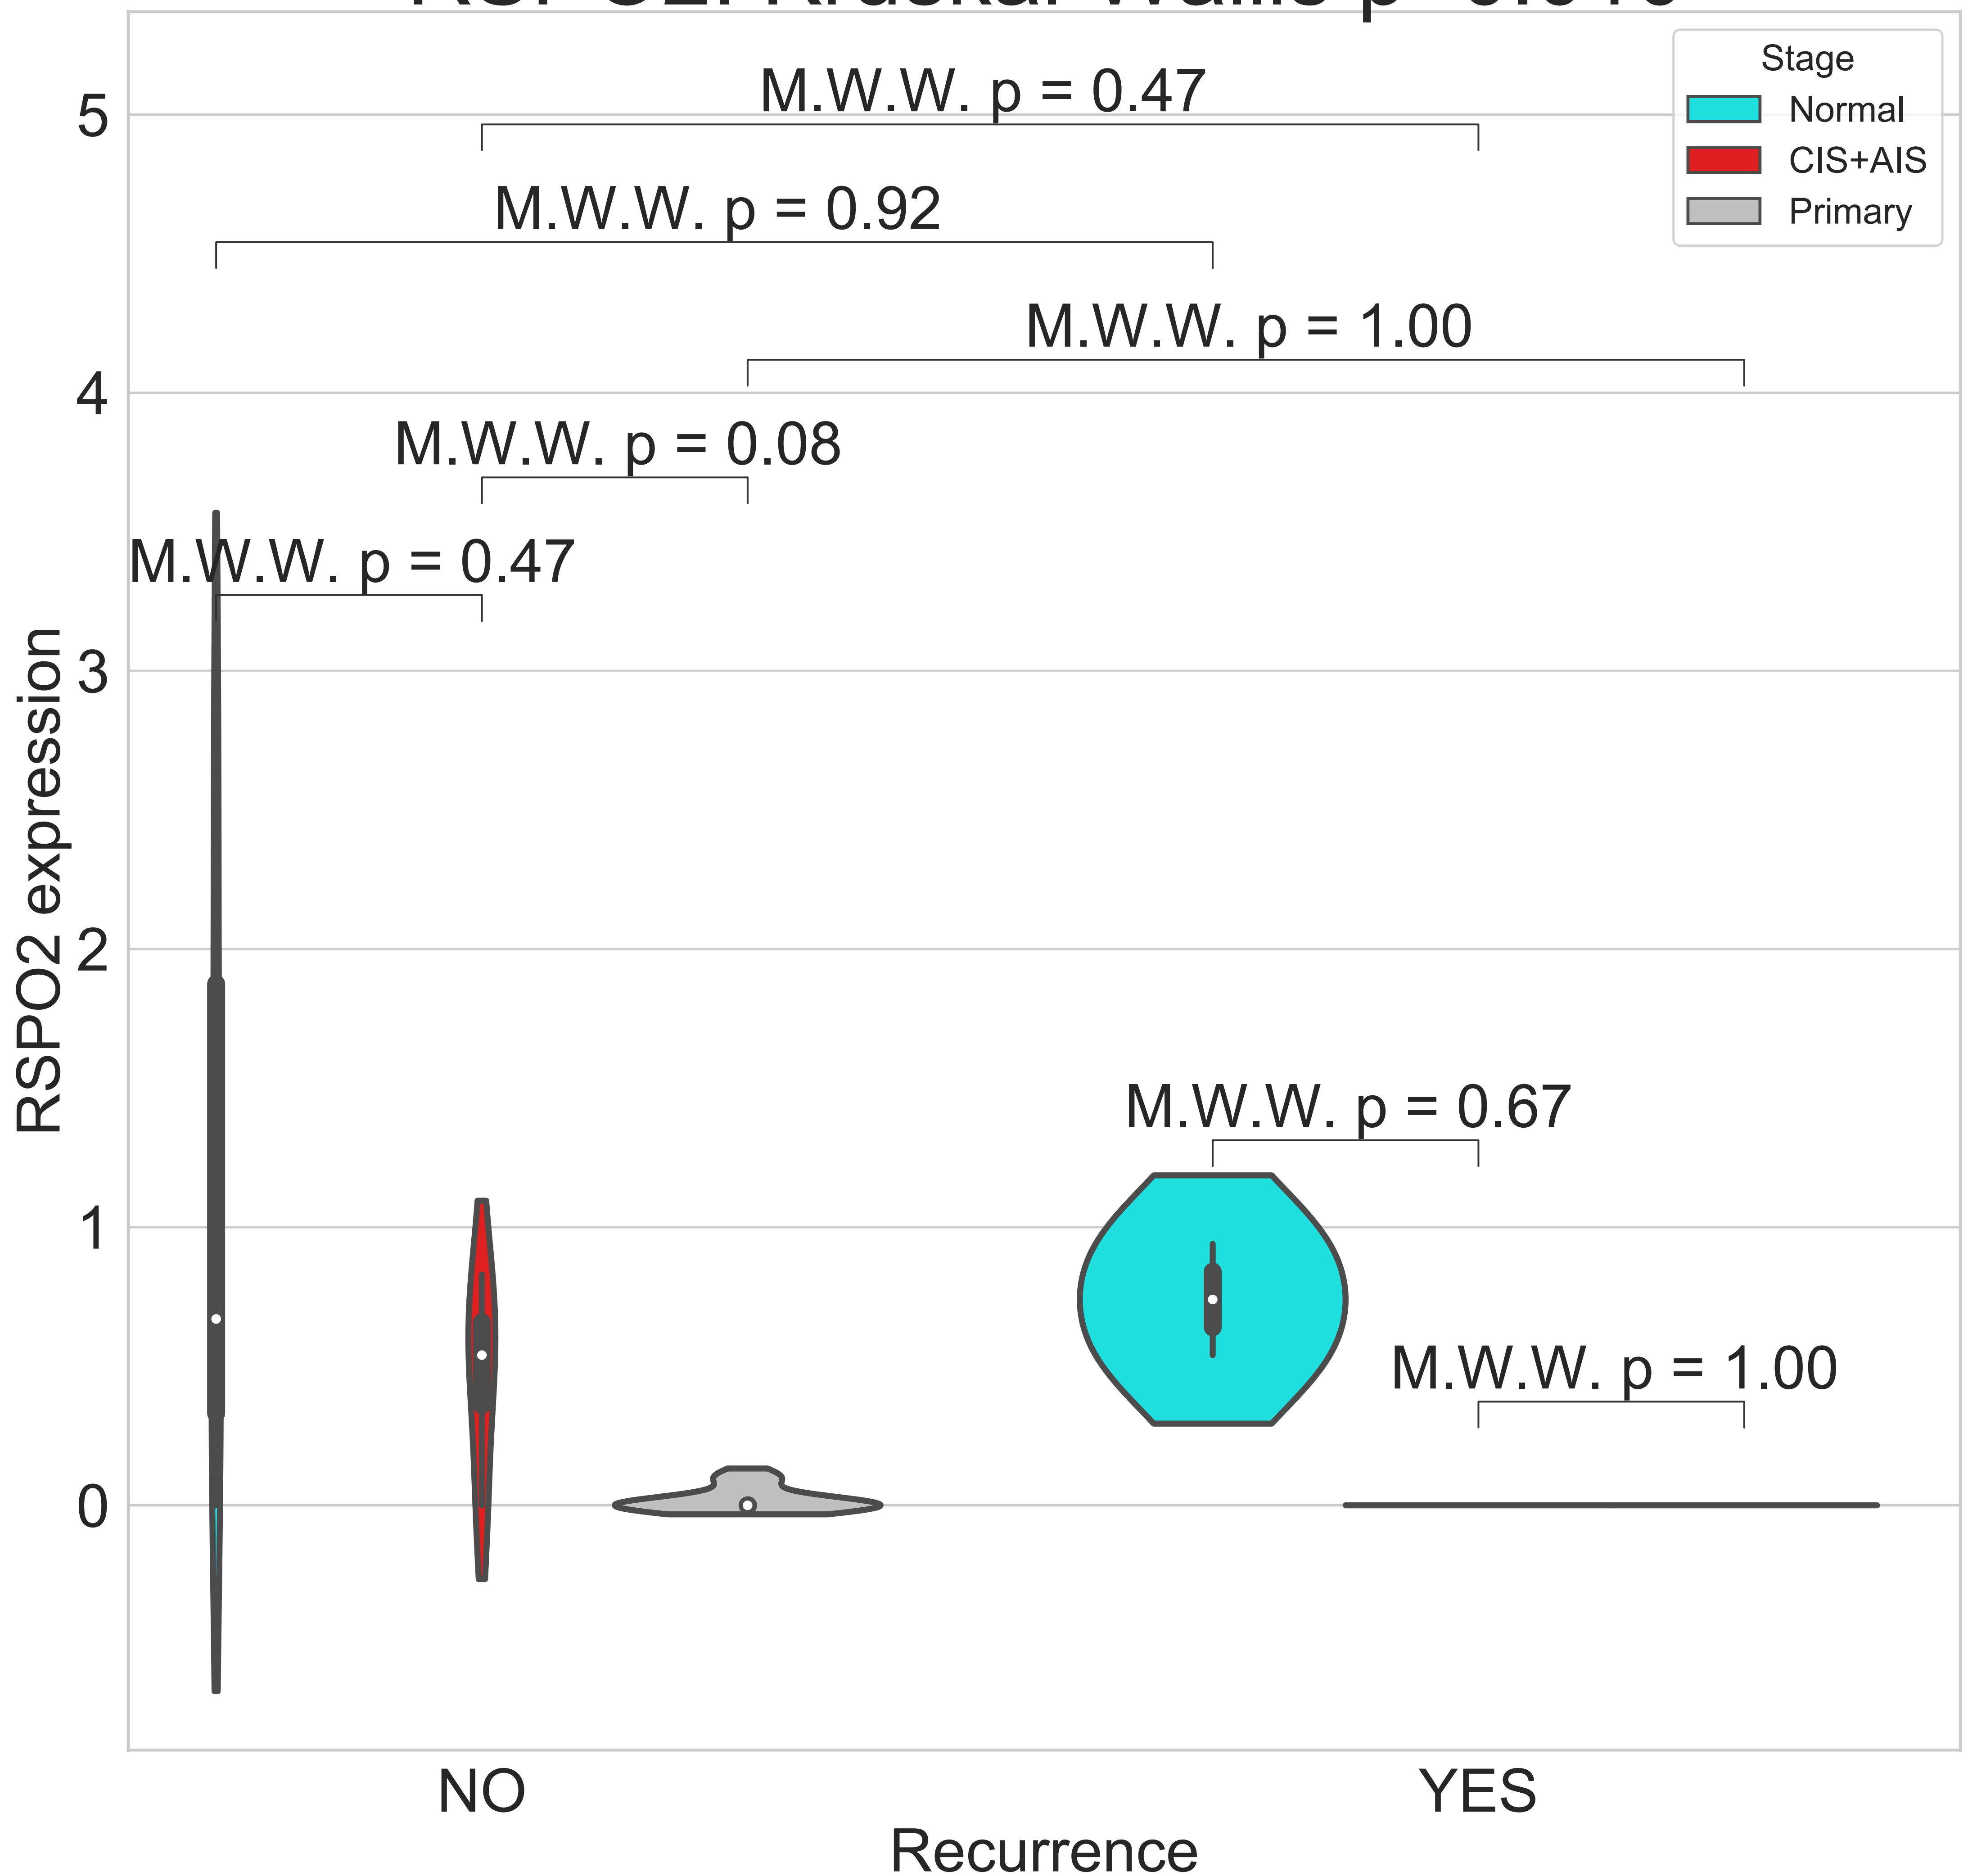 Stage
Normal
CIS+AIS
Primary
M.W.W. p = 0.47
M.W.W. p = 0.92
M.W.W. p = 1.00
M.W.W. p = 0.08
M.W.W. p = 0.47
M.W.W. p = 0.67
M.W.W. p = 1.00
5
4
3
2
1
0
RSPO2 expression
NO
YES
Recurrence